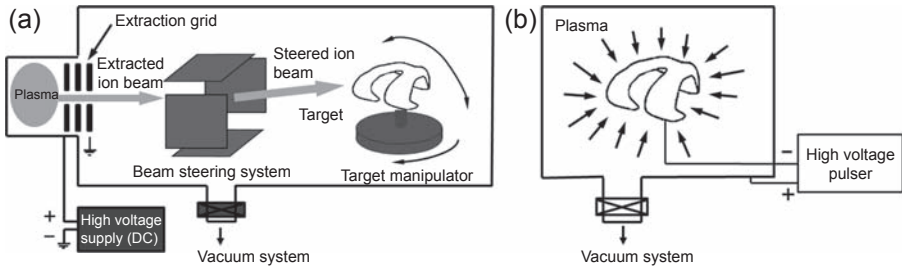 (a)
Extraction grid
Plasma
Extracted
ion beam
Steered ion
beam
Target
Beam steering system
Target manipulator
+
−
High voltage
supply (DC)
Vacuum system
(b)
Plasma
−
+
High voltage
pulser
Vacuum system